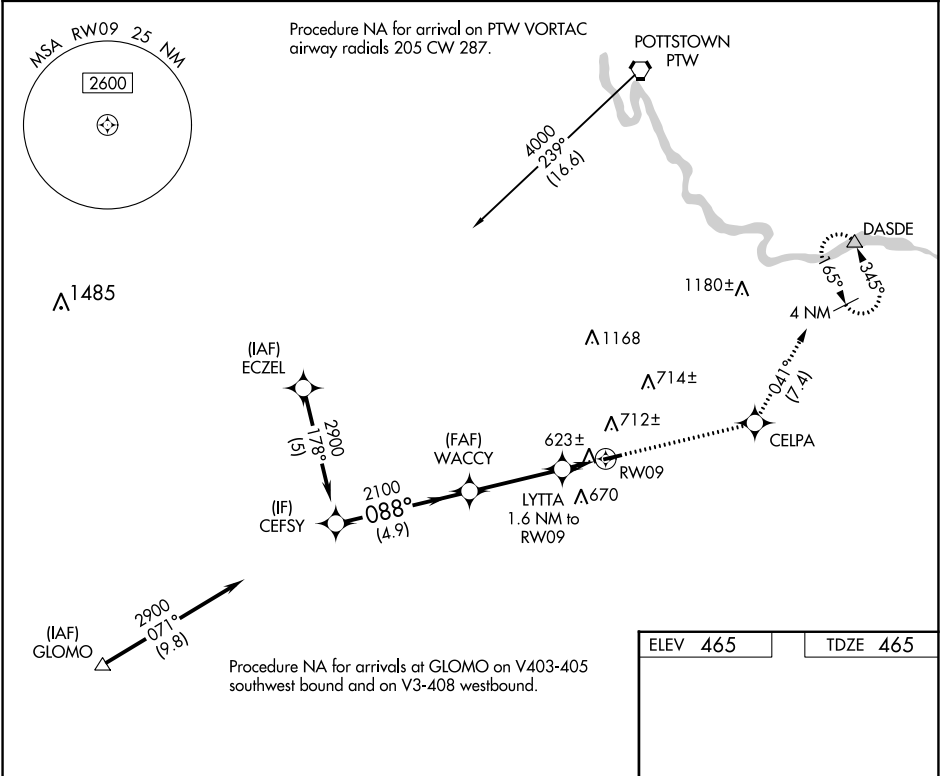 MSA RW09 25 NM
2600
Procedure NA for arrival on PTW VORTAC
airway radials 205 CW 287.
POTTSTOWN
PTW
4000
239°
(16.6)
DASDE
165°
345°
4 NM
1180±
1485
1168
(IAF)
ECZEL
714±
041°
(7.4)
2900
178°
(5)
712±
(FAF)
WACCY
623±
CELPA
RW09
2100
088°
(4.9)
(IF)
CEFSY
LYTTA
1.6 NM to
RW09
670
2900
071°
(9.8)
(IAF)
GLOMO
Procedure NA for arrivals at GLOMO on V403-405
southwest bound and on V3-408 westbound.
ELEV 465
TDZE 465